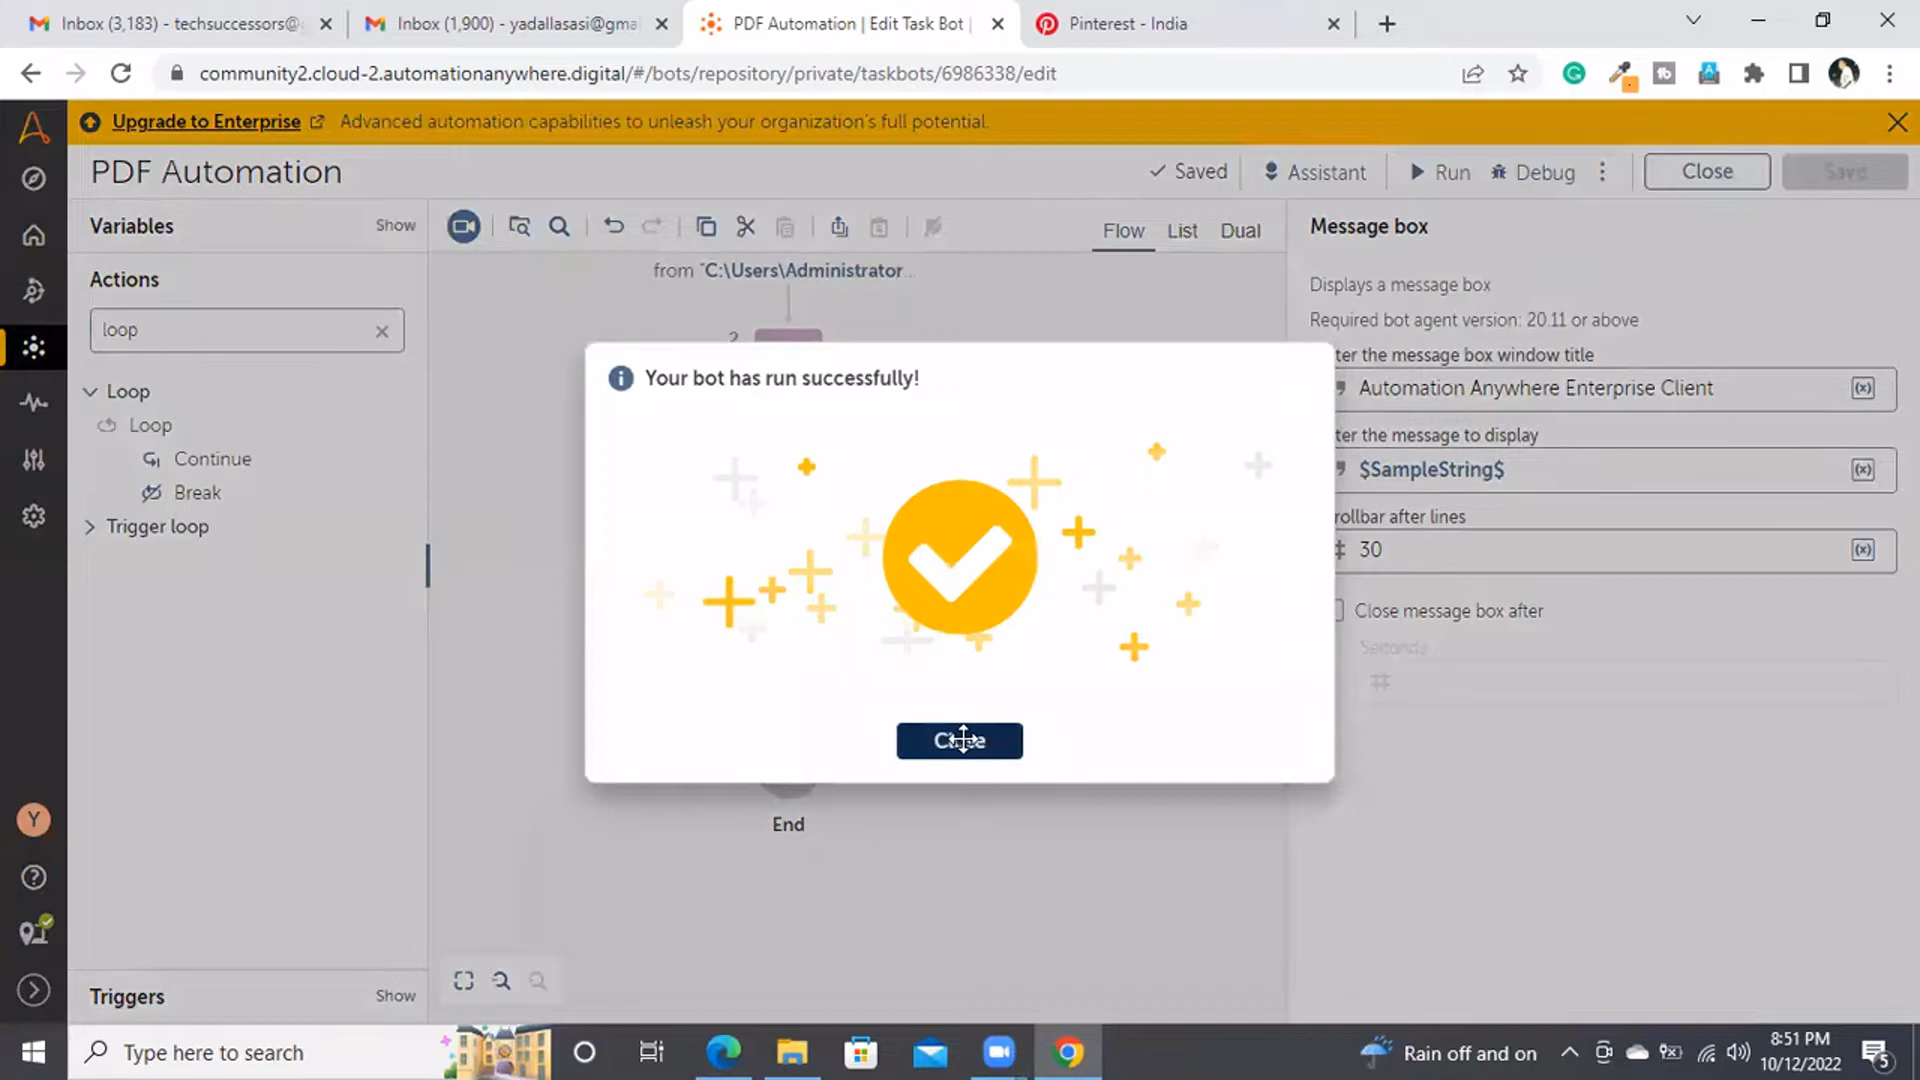 Inbox (3,183) - techsuccessors@
Inbox (1,900) - yadallasasi@gma
PDF Automation | Edit Task Bot |
Pinterest - India
community2.cloud-2.automationanywhere.digital/#/bots/repository/private/taskbots/6986338/edit
Upgrade to Enterprise Advanced automation capabilities to unleash your organization's full potential.
PDF Automation
Saved
Assistant
Run
Debug
Close
Save
Variables
Show
Flow
List
Dual
Message box
from "C:\Users\Administrator...
Actions
loop
Loop
Loop
Continue
Break
Trigger loop
2
Your bot has run successfully!
End
Displays a message box
Required bot agent version: 20.11 or above
ter the message box window title
Automation Anywhere Enterprise Client
(x)
ter the message to display
$SampleString$
(x)
rollbar after lines
30
(x)
Close message box after
Seconds
Triggers
Show
Y
Type here to search
Rain off and on
8:51 PM
10/12/2022
5